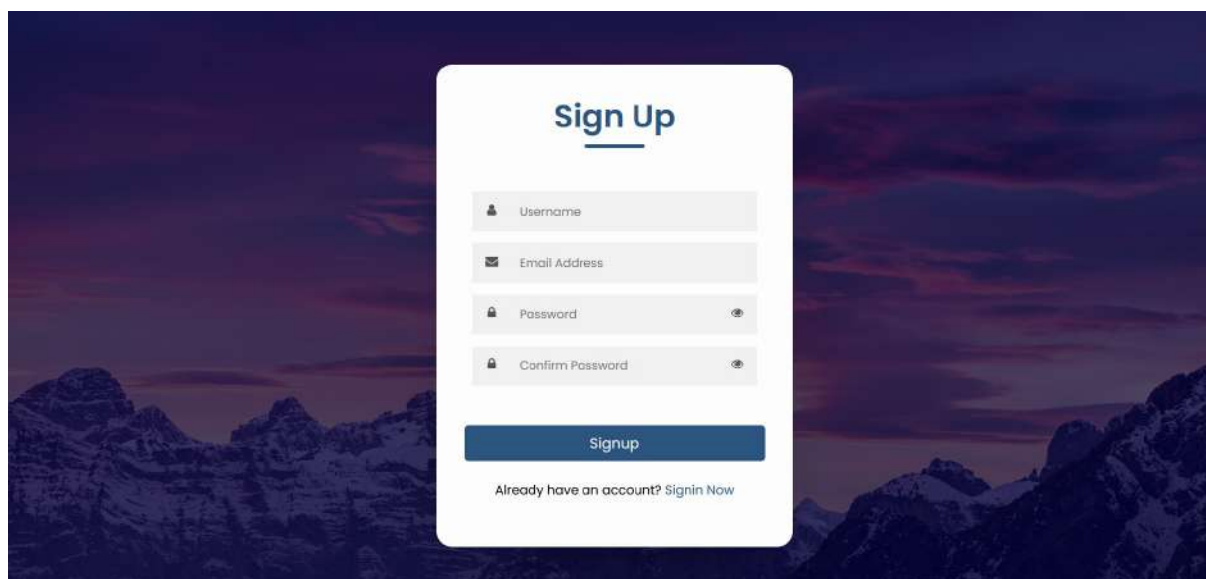 Sign Up
Username
Email Address
Password
Confirm Password
Signup
Already have an account? Signin Now